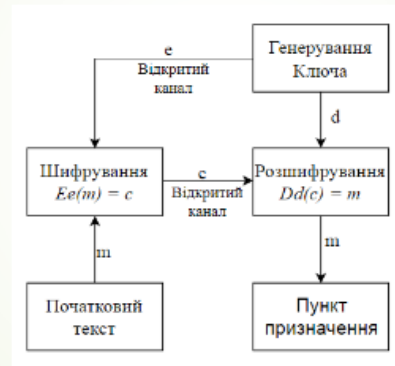 e
Відкритий
канал
Генерування
Ключа
d
Шифрування
Ee(m) = c
c
Відкритий
канал
Розшифрування
Dd(c) = m
m
m
Початковий
текст
Пункт
призначення